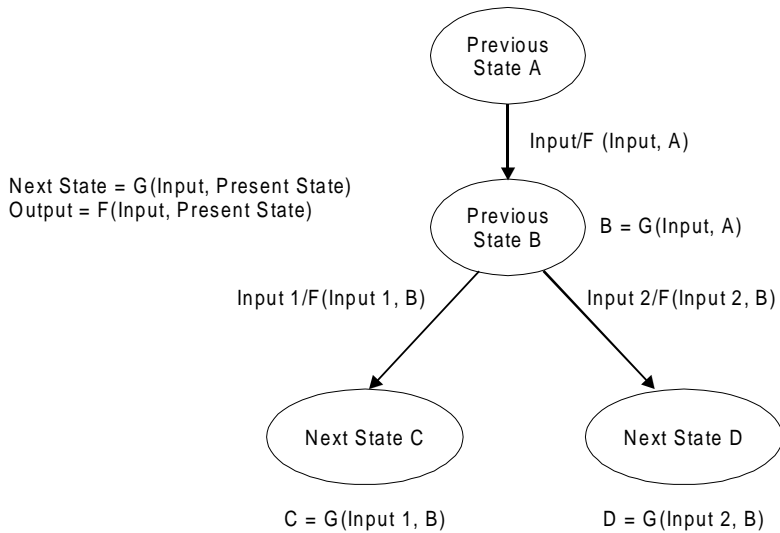 Previous
State A
Input/F (Input, A)
Next State = G(Input, Present State)
Output = F(Input, Present State)
Previous
State B
B = G(Input, A)
Input 1/F(Input 1, B)
Input 2/F(Input 2, B)
Next State C
Next State D
C = G(Input 1, B)
D = G(Input 2, B)